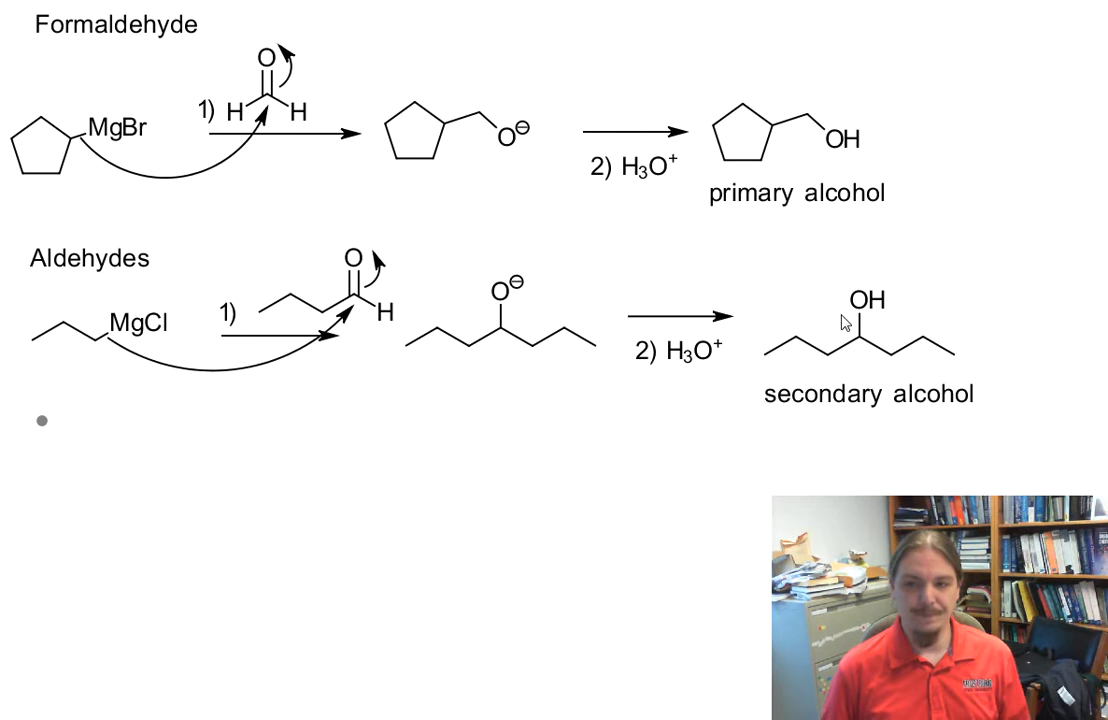 Formaldehyde
O
1) H H
MgBr
O⊖
2) H₃O⁺
OH
primary alcohol
Aldehydes
O
H
1)
MgCl
O⊖
2) H₃O⁺
OH
secondary alcohol